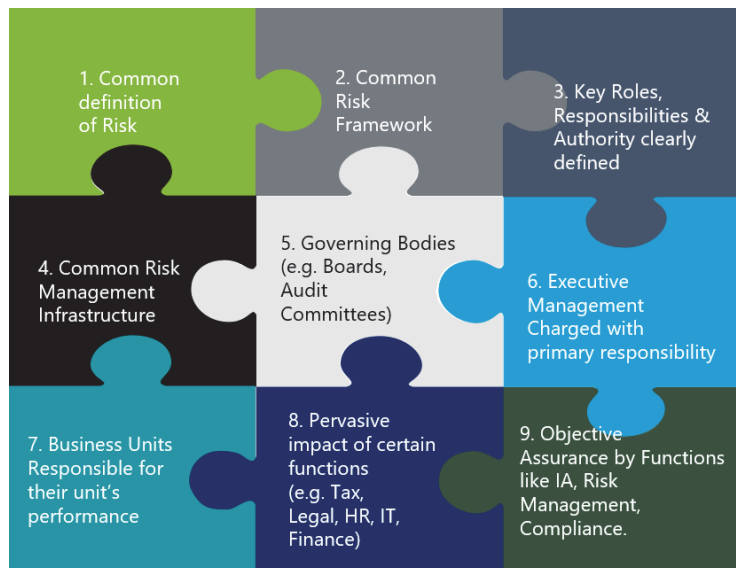 1. Common
definition
of Risk
2. Common
Risk
Framework
3. Key Roles,
Responsibilities &
Authority clearly
defined
4. Common Risk
Management
Infrastructure
5. Governing Bodies
(e.g. Boards,
Audit
Committees)
6. Executive
Management
Charged with
primary responsibility
7. Business Units
Responsible for
their unit's
performance
8. Pervasive
impact of certain
functions
(e.g. Tax,
Legal, HR, IT,
Finance)
9. Objective
Assurance by Functions
like IA, Risk
Management,
Compliance.